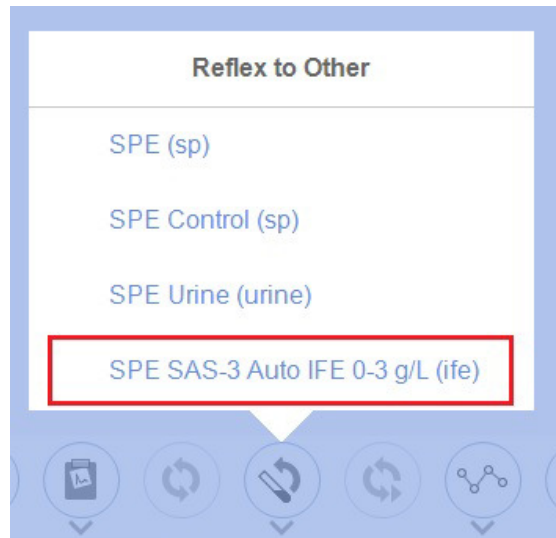 Reflex to Other
SPE (sp)
SPE Control (sp)
SPE Urine (urine)
SPE SAS-3 Auto IFE 0-3 g/L (ife)